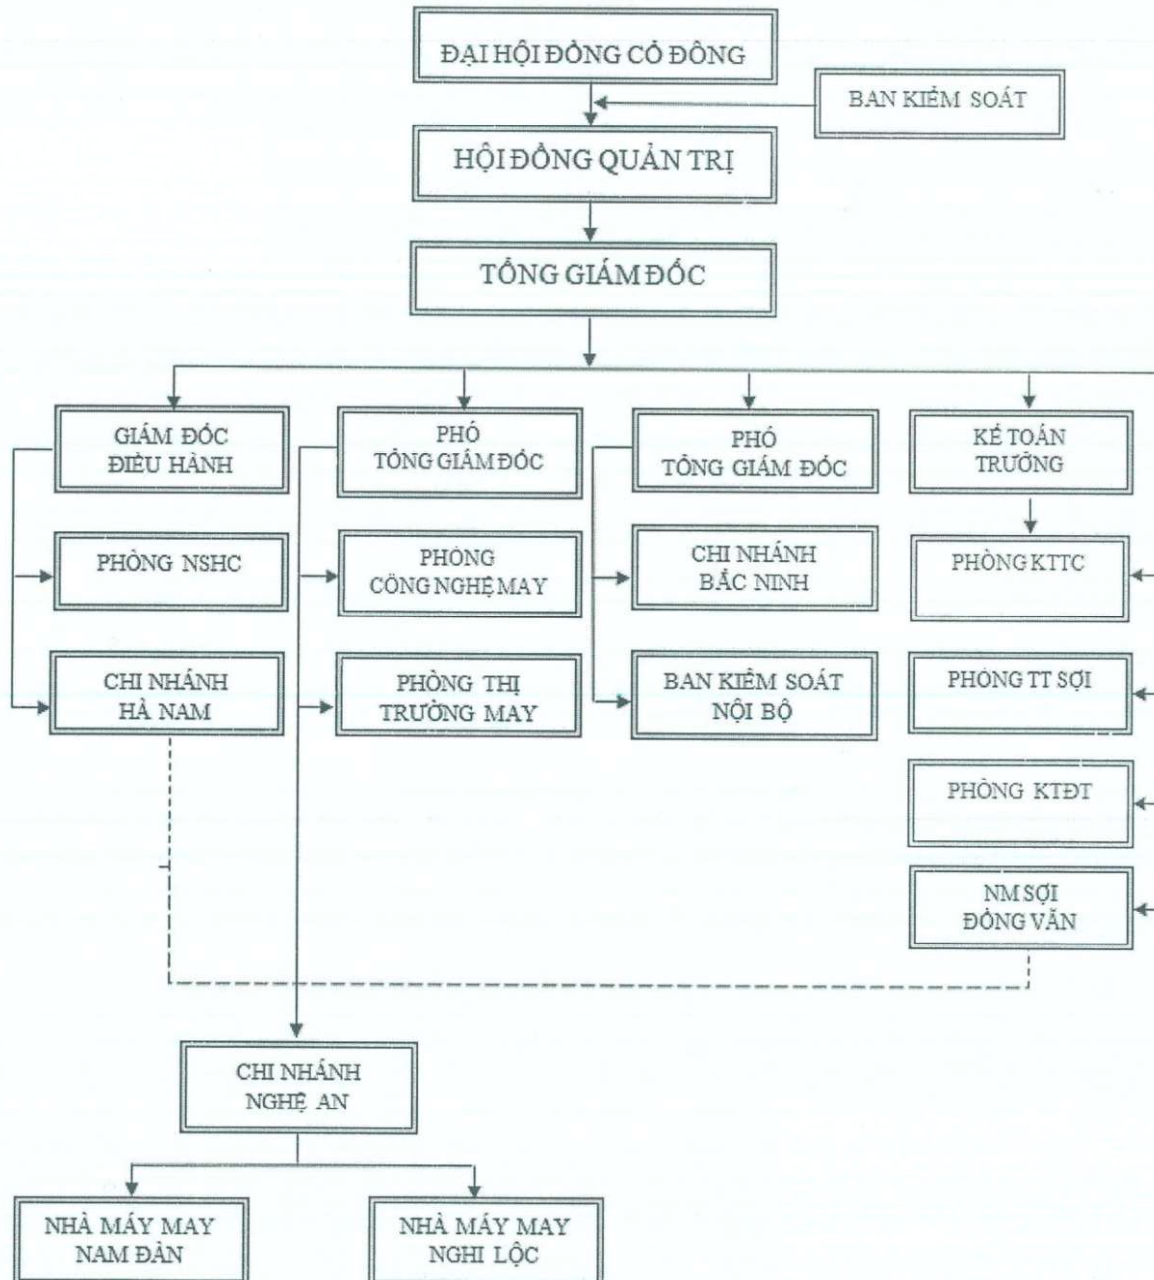 ĐẠI HỘI ĐỒNG CỔ ĐÔNG
BAN KIỂM SOÁT
HỘI ĐỒNG QUẢN TRỊ
TỔNG GIÁM ĐỐC
GIÁM ĐỐC
ĐIỀU HÀNH
PHÓ
TỔNG GIÁM ĐỐC
PHÓ
TỔNG GIÁM ĐỐC
KẾ TOÁN
TRƯỞNG
PHÒNG NSHC
PHÒNG
CÔNG NGHỆ MAY
CHI NHÁNH
BẮC NINH
PHÒNG KTTC
CHI NHÁNH
HÀ NAM
PHÒNG THỊ
TRƯỜNG MAY
BAN KIỂM SOÁT
NỘI BỘ
PHÒNG TT SỢI
PHÒNG KTĐT
NM SỢI
ĐỒNG VĂN
CHI NHÁNH
NGHỆ AN
NHÀ MÁY MAY
NAM ĐÀN
NHÀ MÁY MAY
NGHI LỘC